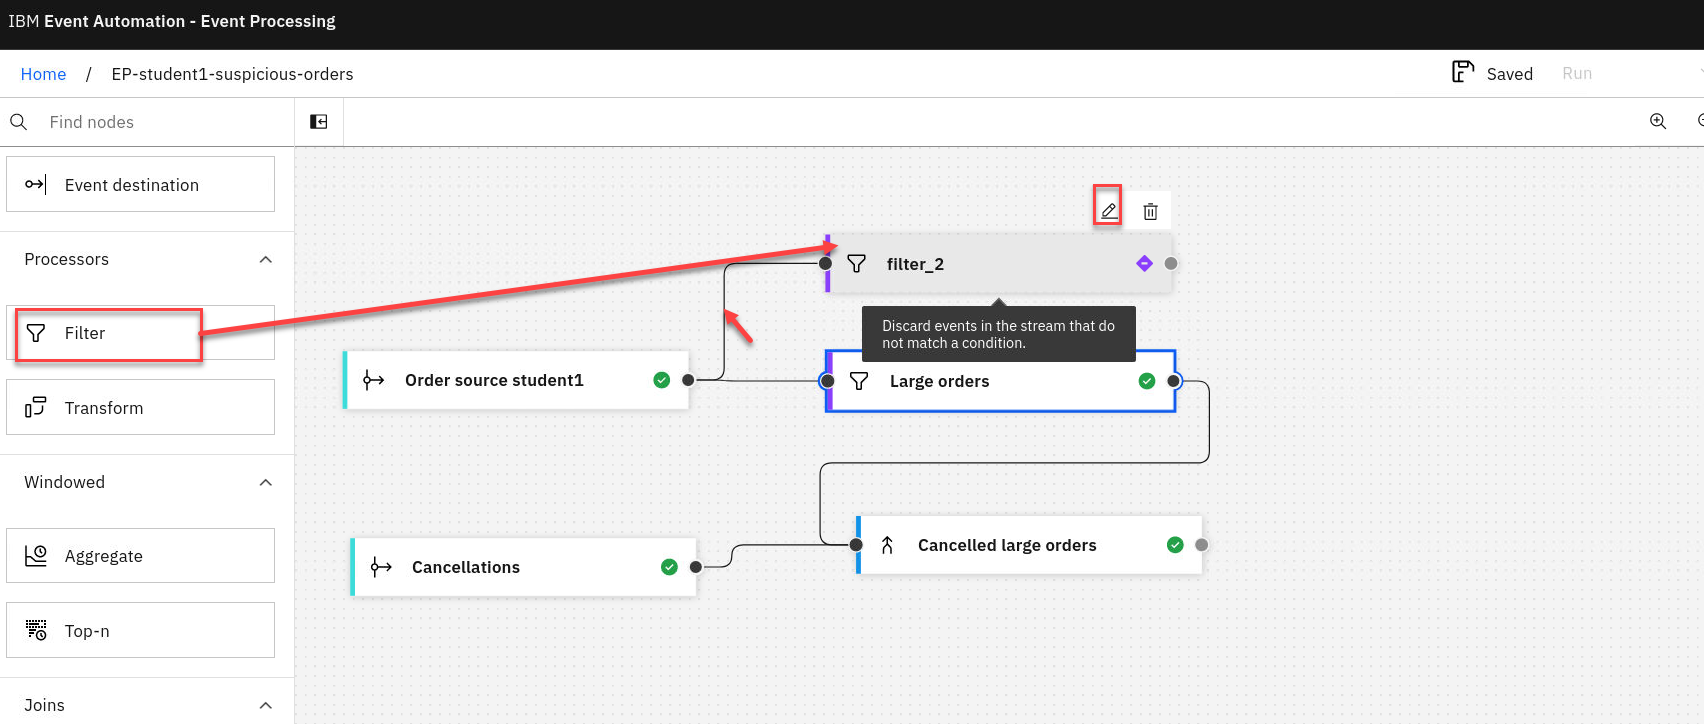 IBM Event Automation - Event Processing
Home / EP-student1-suspicious-orders
Saved Run
Find nodes
Event destination
Processors
Filter
Transform
Windowed
Aggregate
Top-n
Joins
filter_2
Discard events in the stream that do
not match a condition.
Order source student1
Large orders
Cancellations
Cancelled large orders